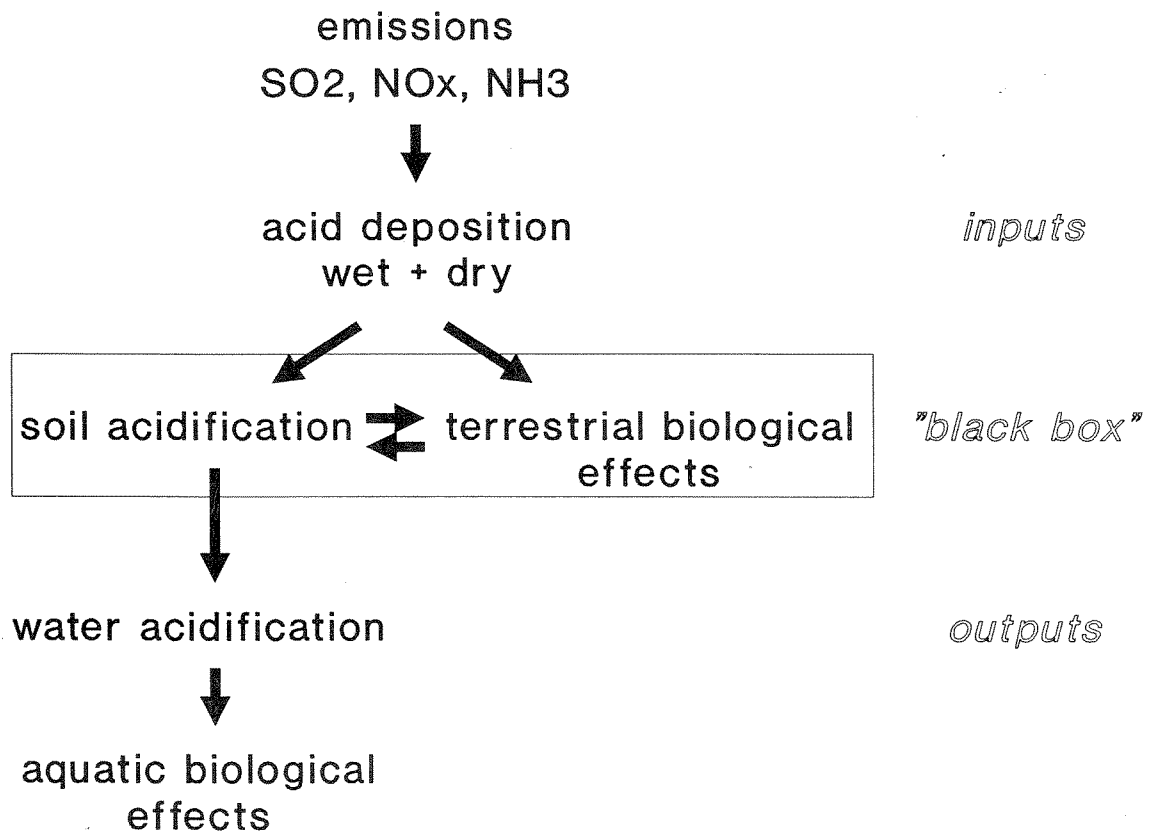 emissions
SO2, NOx, NH3
acid deposition
wet + dry
inputs
soil acidification
terrestrial biological
effects
"black box"
water acidification
outputs
aquatic biological
effects